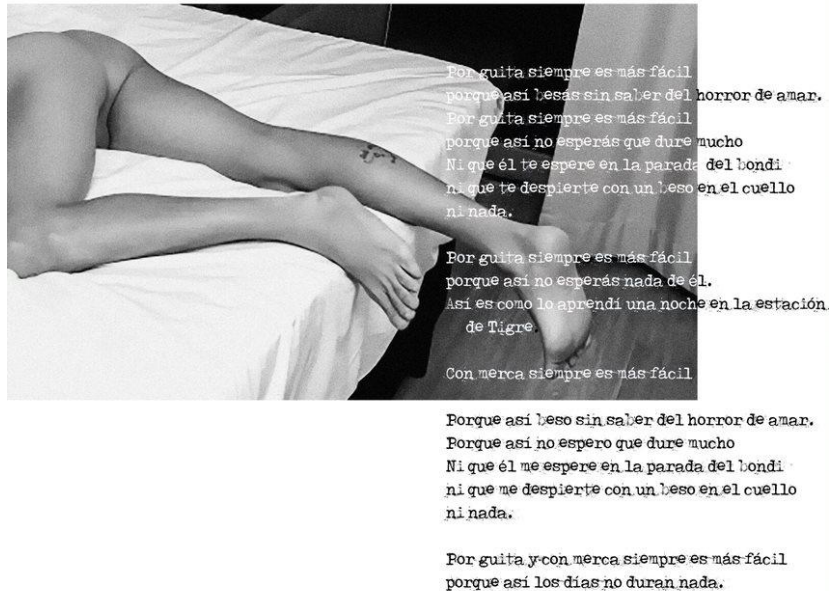 Por guita siempre es más fácil
porque así besás sin saber del horror de amar.
Por guita siempre es más fácil
porque así no esperás que dure mucho
Ni que él te espere en la parada del bondi
ni que te despierte con un beso en el cuello
ni nada.
Por guita siempre es más fácil
porque así no esperás nada de él.
Así es como lo aprendí una noche en la estación
de Tigre.
Con merca siempre es más fácil
Porque así beso sin saber del horror de amar.
Porque así no espero que dure mucho
Ni que él me espere en la parada del bondi
ni que me despierte con un beso en el cuello
ni nada.
Por guita y con merca siempre es más fácil
porque así los días no duran nada.